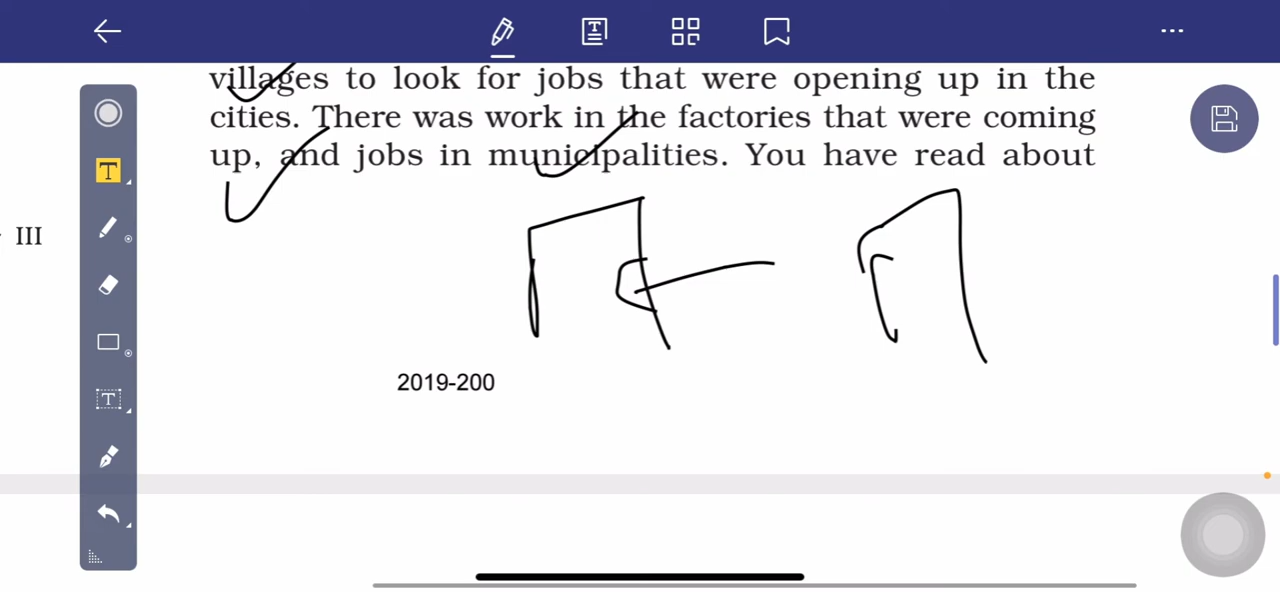 villages to look for jobs that were opening up in the
cities. There was work in the factories that were coming
up, and jobs in municipalities. You have read about
III
2019-200